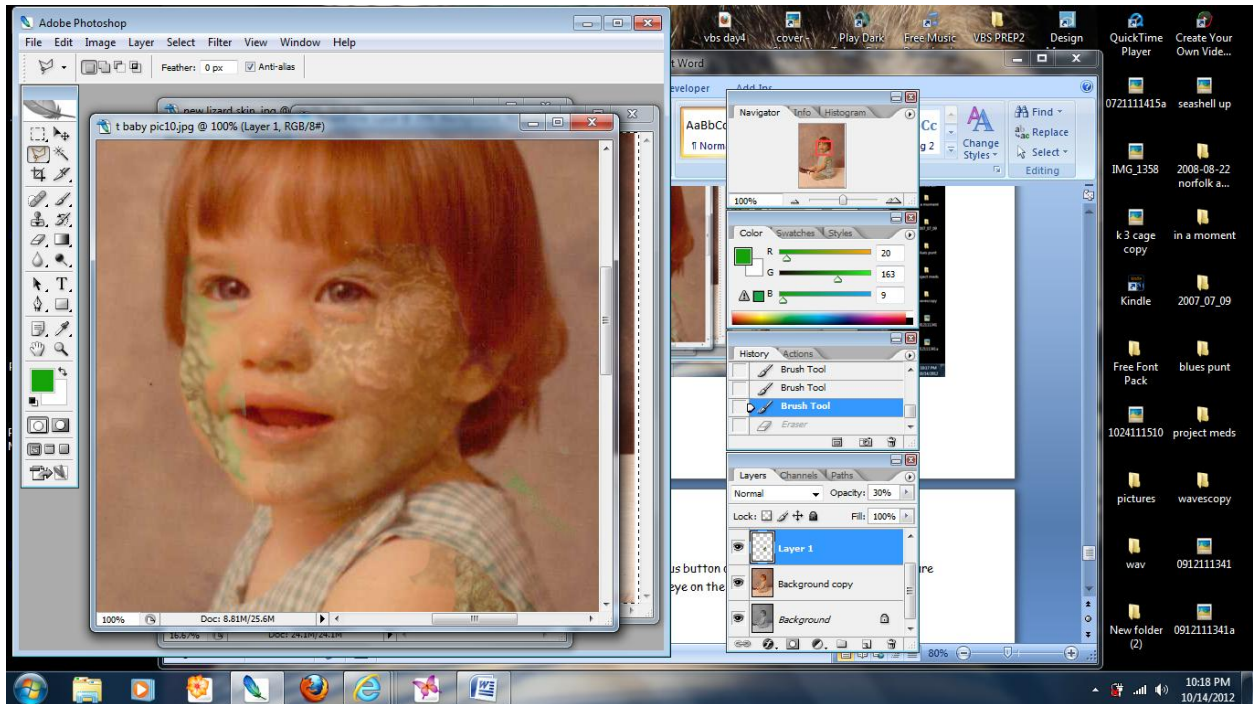 Adobe Photoshop
File Edit Image Layer Select Filter View Window Help
Feather: 0 px Anti-alias
new lizard skin.jpg @
t baby pic10.jpg @ 100% (Layer 1, RGB/8#)
100% Doc: 8.81M/25.6M
16.67% Doc: 24.1M/24.1M
t Word
eveloper Add-Ins
AaBbCc
¶ Norm
Cc
g 2
Change
Styles
Find
Replace
Select
Editing
Navigator Info Histogram
100%
Color Swatches Styles
R 20
G 163
B 9
History Actions
Brush Tool
Brush Tool
Brush Tool
Eraser
Layers Channels Paths
Normal Opacity: 30%
Lock: Fill: 100%
Layer 1
Background copy
Background
us button
are
eye on the
80%
vbs day4
cover-
Play Dark
Free Music
VBS PREP2
Design
QuickTime
Player
Create Your
Own Vide...
0721111415a
seashell up
IMG_1358
2008-08-22
norfolk a...
k 3 cage
copy
in a moment
Kindle
2007_07_09
Free Font
Pack
blues punt
1024111510
project meds
pictures
wavescopy
wav
0912111341
New folder
(2)
0912111341a
10:18 PM
10/14/2012